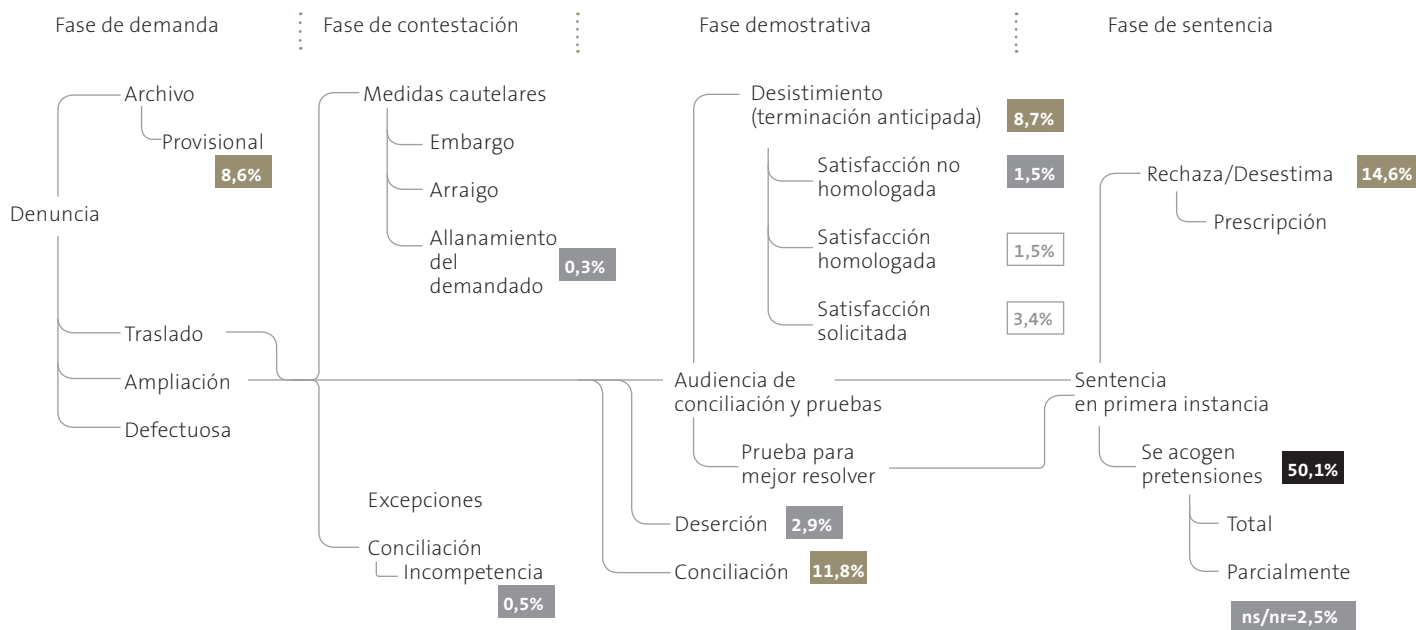 Fase de demanda
Fase de contestación
Fase demostrativa
Fase de sentencia
Denuncia
Archivo
Provisional
8,6%
Traslado
Ampliación
Defectuosa
Medidas cautelares
Embargo
Arraigo
Allanamiento
del
demandado
0,3%
Excepciones
Conciliación
Incompetencia
0,5%
Desistimiento
(terminación anticipada)
8,7%
Satisfacción no
homologada
1,5%
Satisfacción
homologada
1,5%
Satisfacción
solicitada
3,4%
Audiencia de
conciliación y pruebas
Prueba para
mejor resolver
Deserción
2,9%
Conciliación
11,8%
Rechaza/Desestima
14,6%
Prescripción
Sentencia
en primera instancia
Se acogen
pretensiones
50,1%
Total
Parcialmente
ns/nr=2,5%